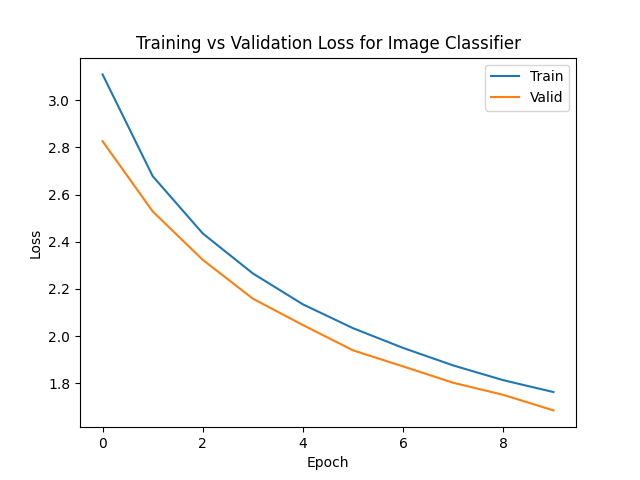 Training vs Validation Loss for Image Classifier
Train
Valid
Loss
3.0
2.8
2.6
2.4
2.2
2.0
1.8
0 2 4 6 8
Epoch